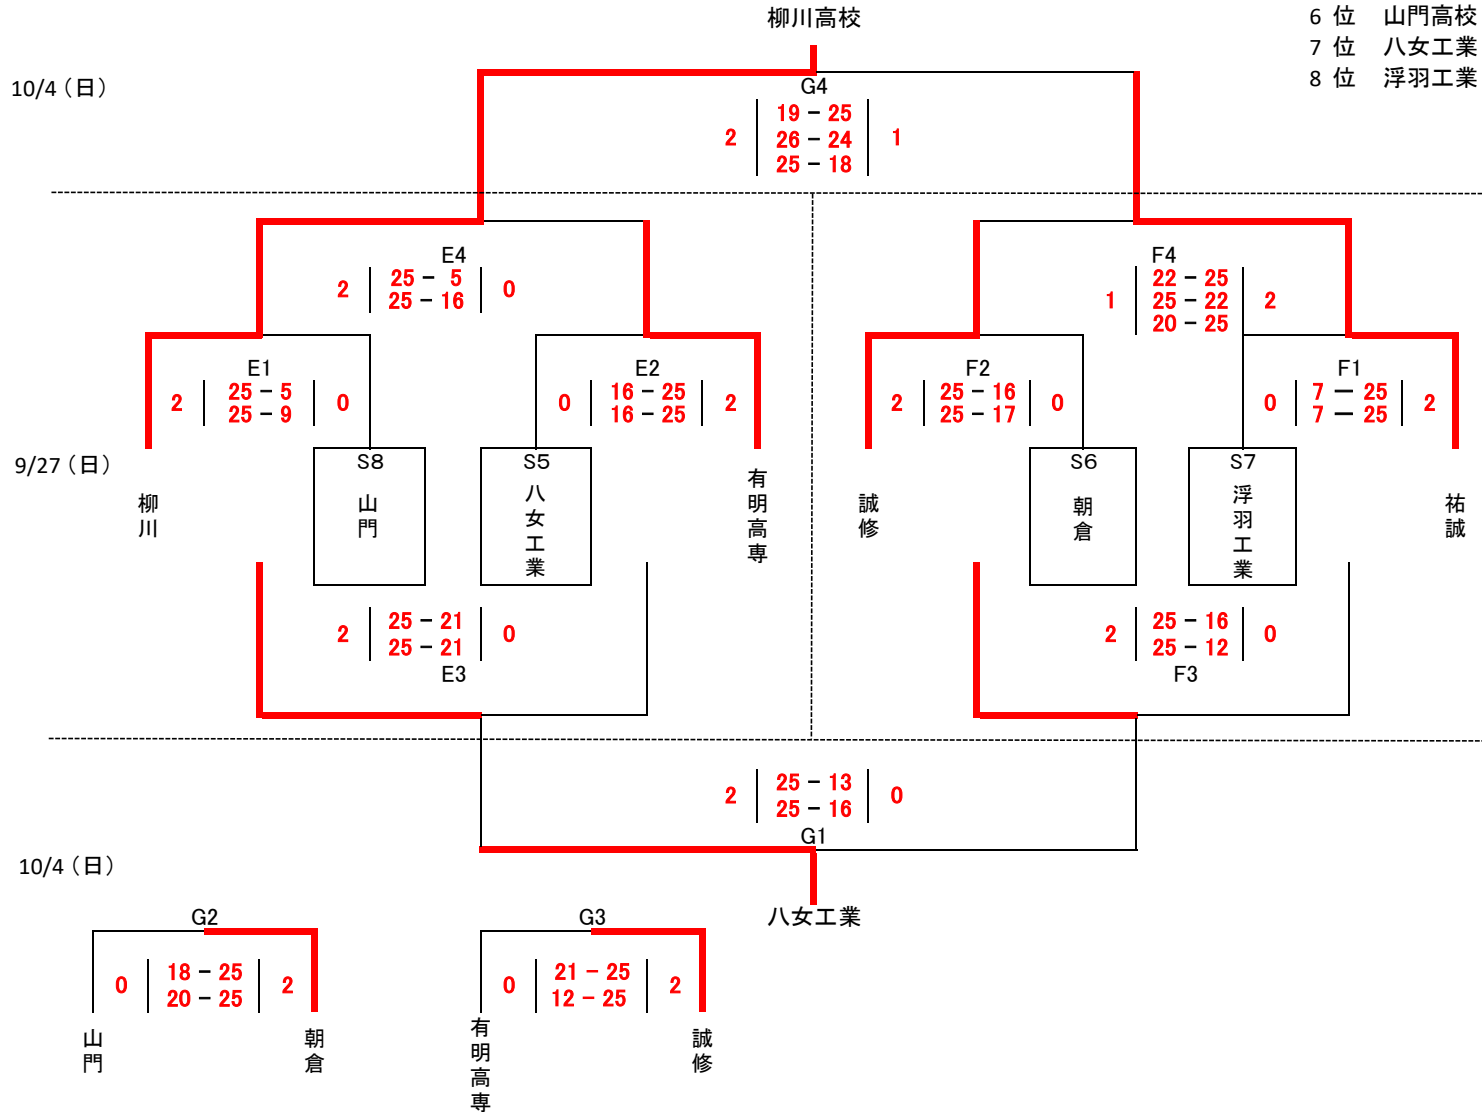 柳川高校
6 位 山門高校
7 位 八女工業
8 位 浮羽工業
10/4（日）
G4
19 − 25
2 26 − 24 1
25 − 18
E4
25 − 5
2 0
25 − 16
F4
22 − 25
1 25 − 22 2
20 − 25
E1
25 − 5
2 0
25 − 9
E2
16 − 25
0 2
16 − 25
F2
25 − 16
2 0
25 − 17
F1
7 − 25
0 2
7 − 25
9/27（日）
S8
S5
S6
S7
柳川
山門
八女工業
有明高専
誠修
朝倉
浮羽工業
祐誠
25 − 21
2 0
25 − 21
E3
25 − 16
2 0
25 − 12
F3
25 − 13
2 0
25 − 16
G1
10/4（日）
八女工業
G2
18 − 25
0 2
20 − 25
山門
朝倉
G3
21 − 25
0 2
12 − 25
有明高専
誠修